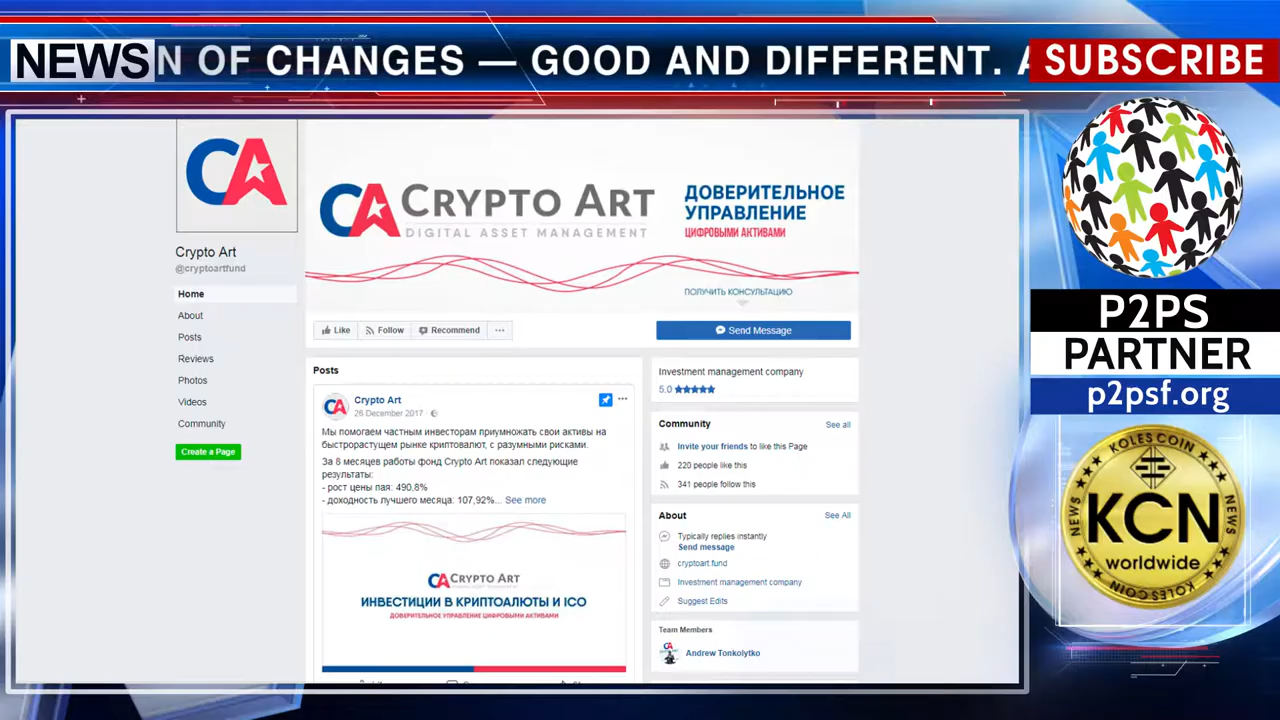 NEWS
N OF CHANGES — GOOD AND DIFFERENT. A
SUBSCRIBE
CA
CA CRYPTO ART
DIGITAL ASSET MANAGEMENT
ДОВЕРИТЕЛЬНОЕ
УПРАВЛЕНИЕ
ЦИФРОВЫМИ АКТИВАМИ
ПОЛУЧИТЬ КОНСУЛЬТАЦИЮ
Crypto Art
@cryptoartfund
Home
About
Posts
Reviews
Photos
Videos
Community
Create a Page
Like
Follow
Recommend
Send Message
Posts
CA
Crypto Art
26 December 2017
Мы помогаем частным инвесторам приумножать свои активы на
быстрорастущем рынке криптовалют, с разумными рисками.
За 8 месяцев работы фонд Crypto Art показал следующие
результаты:
- рост цены пая: 490,8%
- доходность лучшего месяца: 107,92%... See more
CA CRYPTO ART
ИНВЕСТИЦИИ В КРИПТОАЛЮТЫ И ICO
ДОВЕРИТЕЛЬНОЕ УПРАВЛЕНИЕ ЦИФРОВЫМИ АКТИВАМИ
Investment management company
5.0 ★★★★★
Community
See all
Invite your friends to like this Page
220 people like this
341 people follow this
About
See All
Typically replies instantly
Send message
cryptoart.fund
Investment management company
Suggest Edits
Team Members
Andrew Tonkolytko
P2PS
PARTNER
p2psf.org
KOLES COIN
NEWS
KCN
NEWS
worldwide
KOLES COIN